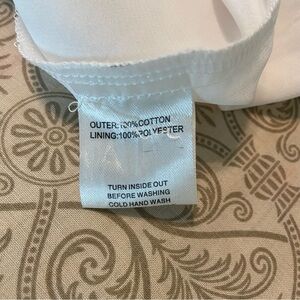 OUTER:100%COTTON
LINING:100%POLYESTER
TURN INSIDE OUT
BEFORE WASHING
COLD HAND WASH